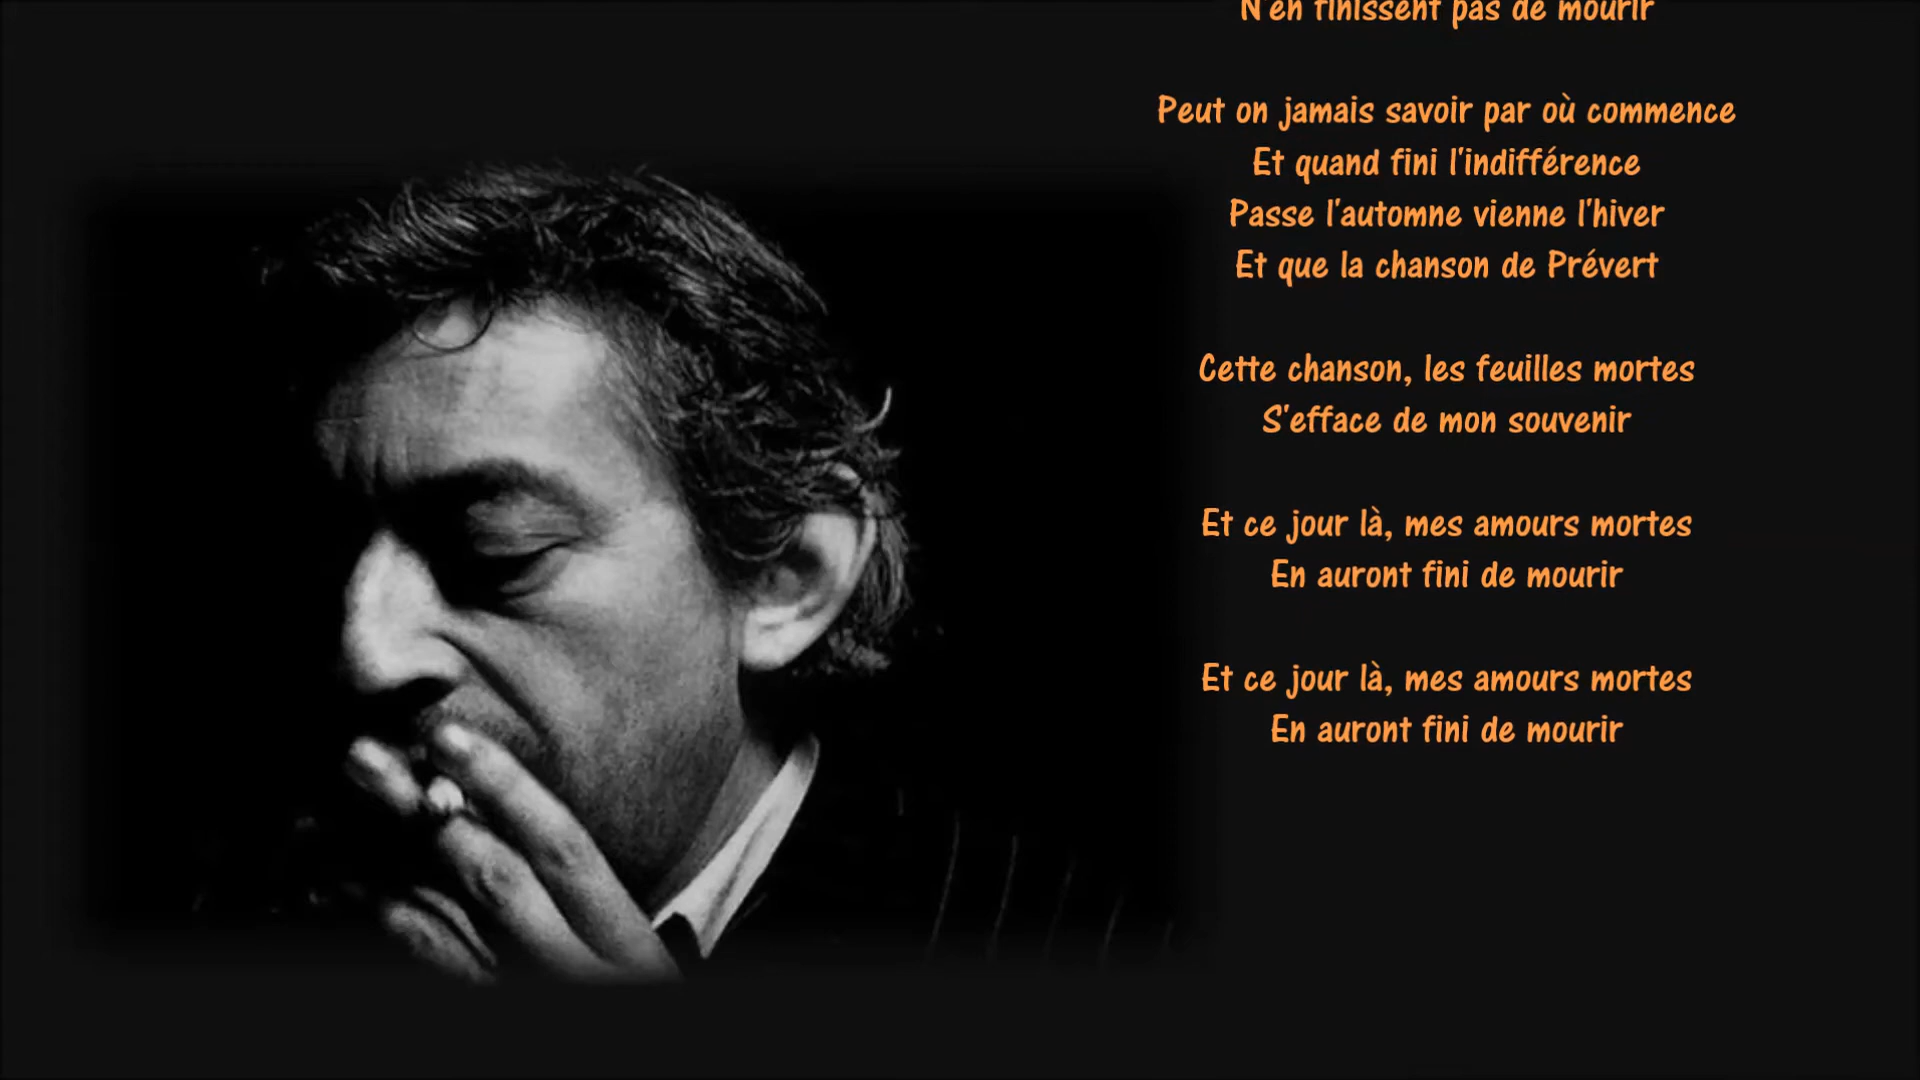 N'en finissent pas de mourir
Peut on jamais savoir par où commence
Et quand fini l'indifférence
Passe l'automne vienne l'hiver
Et que la chanson de Prévert
Cette chanson, les feuilles mortes
S'efface de mon souvenir
Et ce jour là, mes amours mortes
En auront fini de mourir
Et ce jour là, mes amours mortes
En auront fini de mourir